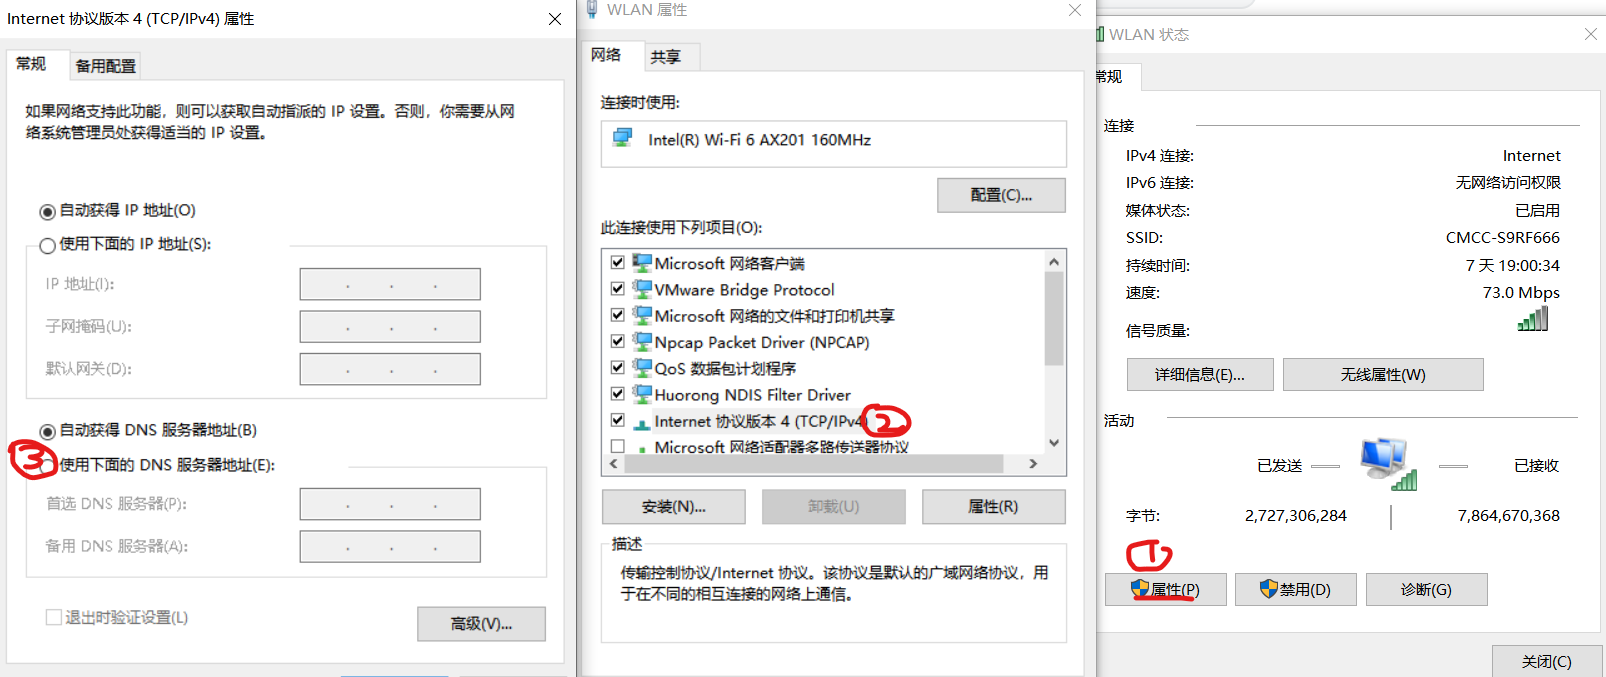 Internet 协议版本 4 (TCP/IPv4) 属性
常规
备用配置
如果网络支持此功能，则可以获取自动指派的 IP 设置。否则，你需要从网
络系统管理员处获得适当的 IP 设置。
自动获得 IP 地址(O)
使用下面的 IP 地址(S):
IP 地址(I):
子网掩码(U):
默认网关(D):
自动获得 DNS 服务器地址(B)
③
使用下面的 DNS 服务器地址(E):
首选 DNS 服务器(P):
备用 DNS 服务器(A):
退出时验证设置(L)
高级(V)...
WLAN 属性
网络
共享
连接时使用:
Intel(R) Wi-Fi 6 AX201 160MHz
配置(C)...
此连接使用下列项目(O):
Microsoft 网络客户端
VMware Bridge Protocol
Microsoft 网络的文件和打印机共享
Npcap Packet Driver (NPCAP)
QoS 数据包计划程序
Huorong NDIS Filter Driver
Internet 协议版本 4 (TCP/IPv4)
②
Microsoft 网络适配器多路传送器协议
安装(N)...
卸载(U)
属性(R)
描述
传输控制协议/Internet 协议。该协议是默认的广域网络协议，用
于在不同的相互连接的网络上通信。
WLAN 状态
常规
连接
IPv4 连接:
Internet
IPv6 连接:
无网络访问权限
媒体状态:
已启用
SSID:
CMCC-S9RF666
持续时间:
7 天 19:00:34
速度:
73.0 Mbps
信号质量:
详细信息(E)...
无线属性(W)
活动
已发送
已接收
字节:
2,727,306,284
7,864,670,368
①
属性(P)
禁用(D)
诊断(G)
关闭(C)